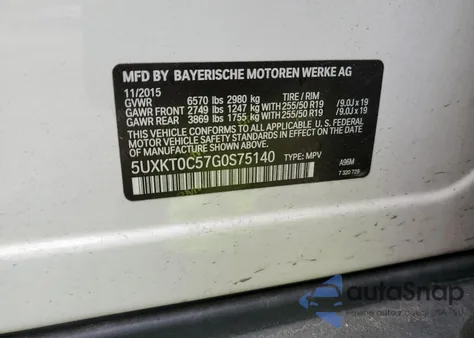 MFD BY BAYERISCHE MOTOREN WERKE AG
11/2015 TIRE / RIM
GVWR 6570 lbs 2980 kg
GAWR FRONT 2749 lbs 1247 kg WITH 255/50 R19 /9.0J x 19
GAWR REAR 3869 lbs 1755 kg WITH 255/50 R19 /9.0J x 19
THIS VEHICLE CONFORMS TO ALL APPLICABLE U.S. FEDERAL
MOTOR VEHICLE SAFETY STANDARDS IN EFFECT ON THE DATE OF
MANUFACTURE SHOWN ABOVE.
5UXKT0C57G0S75140 TYPE: MPV
A96M
7 320 729
autoSnap